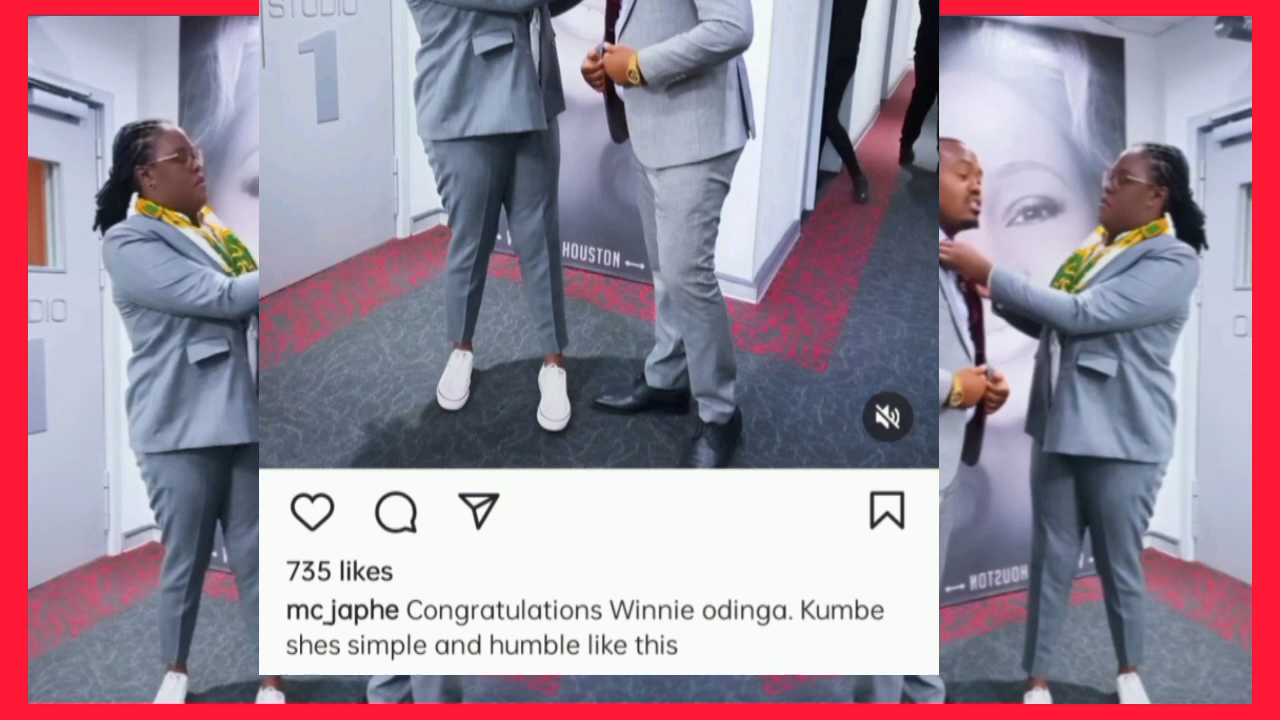 STUDIO
1
HOUSTON
735 likes
mc_japhe Congratulations Winnie odinga. Kumbe
shes simple and humble like this
HOUSTON